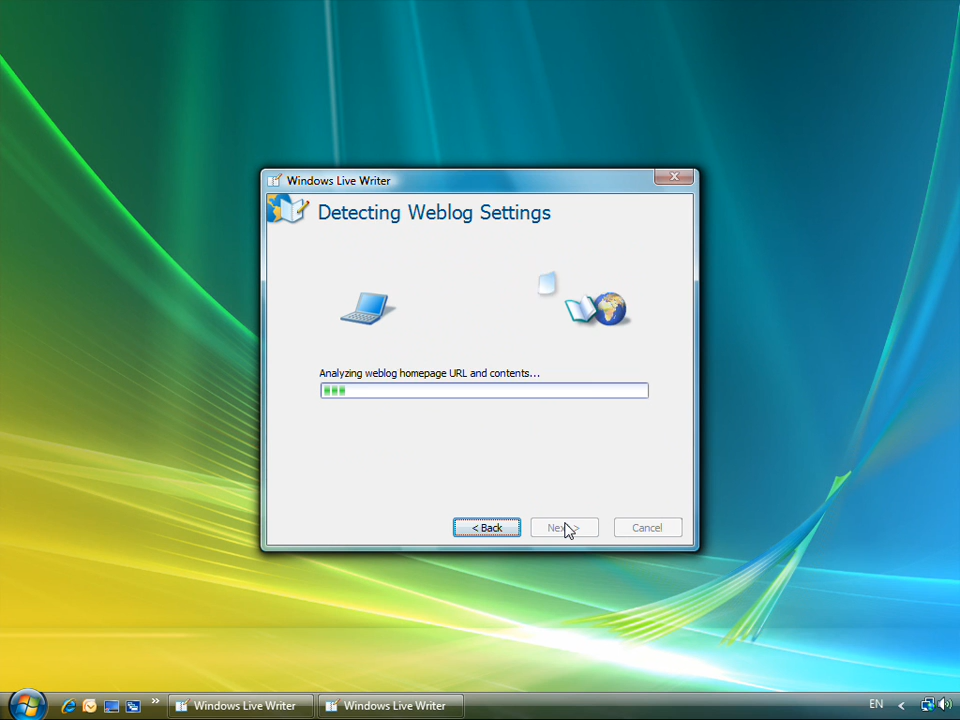 Windows Live Writer
X
Detecting Weblog Settings
Analyzing weblog homepage URL and contents...
< Back
Next >
Cancel
Windows Live Writer
Windows Live Writer
EN